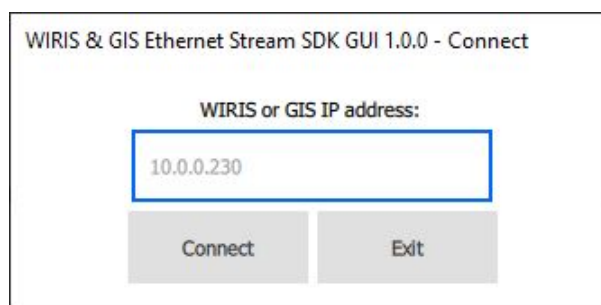 WIRIS & GIS Ethernet Stream SDK GUI 1.0.0 - Connect
WIRIS or GIS IP address:
10.0.0.230
Connect Exit